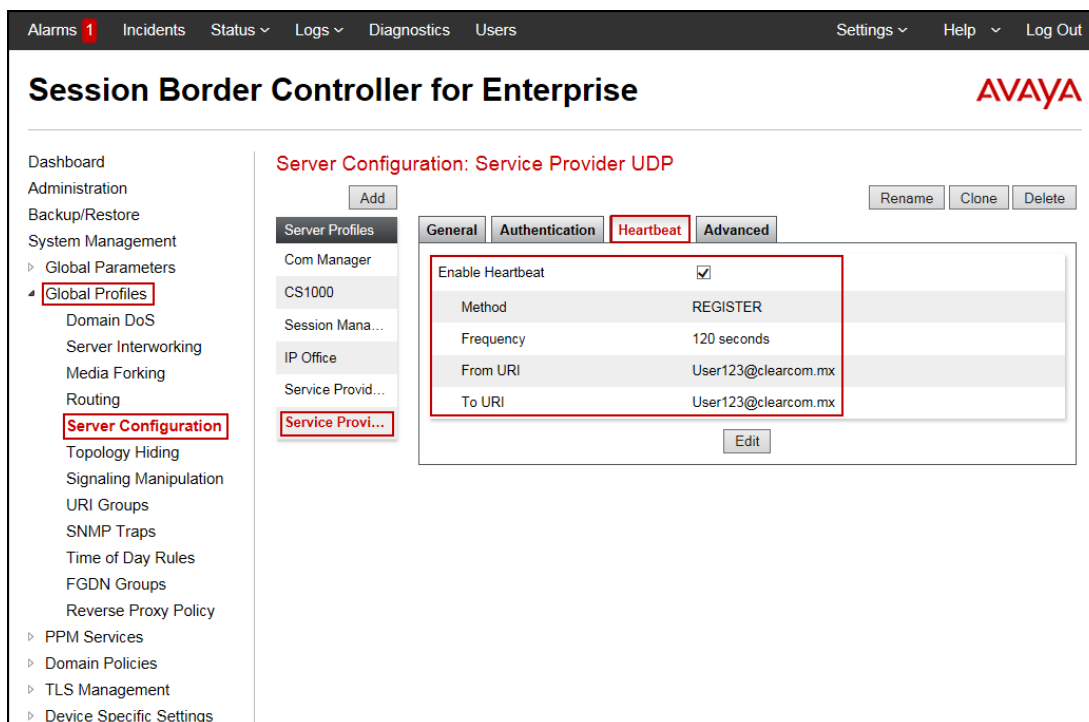 Alarms 1 Incidents Status Logs Diagnostics Users Settings Help Log Out
Session Border Controller for Enterprise
AVAYA
Dashboard
Administration
Backup/Restore
System Management
Global Parameters
Global Profiles
Domain DoS
Server Interworking
Media Forking
Routing
Server Configuration
Topology Hiding
Signaling Manipulation
URI Groups
SNMP Traps
Time of Day Rules
FGDN Groups
Reverse Proxy Policy
PPM Services
Domain Policies
TLS Management
Device Specific Settings
Server Configuration: Service Provider UDP
Add
Rename Clone Delete
Server Profiles
Com Manager
CS1000
Session Mana...
IP Office
Service Provid...
Service Provi...
General Authentication Heartbeat Advanced
Enable Heartbeat
Method REGISTER
Frequency 120 seconds
From URI User123@clearcom.mx
To URI User123@clearcom.mx
Edit